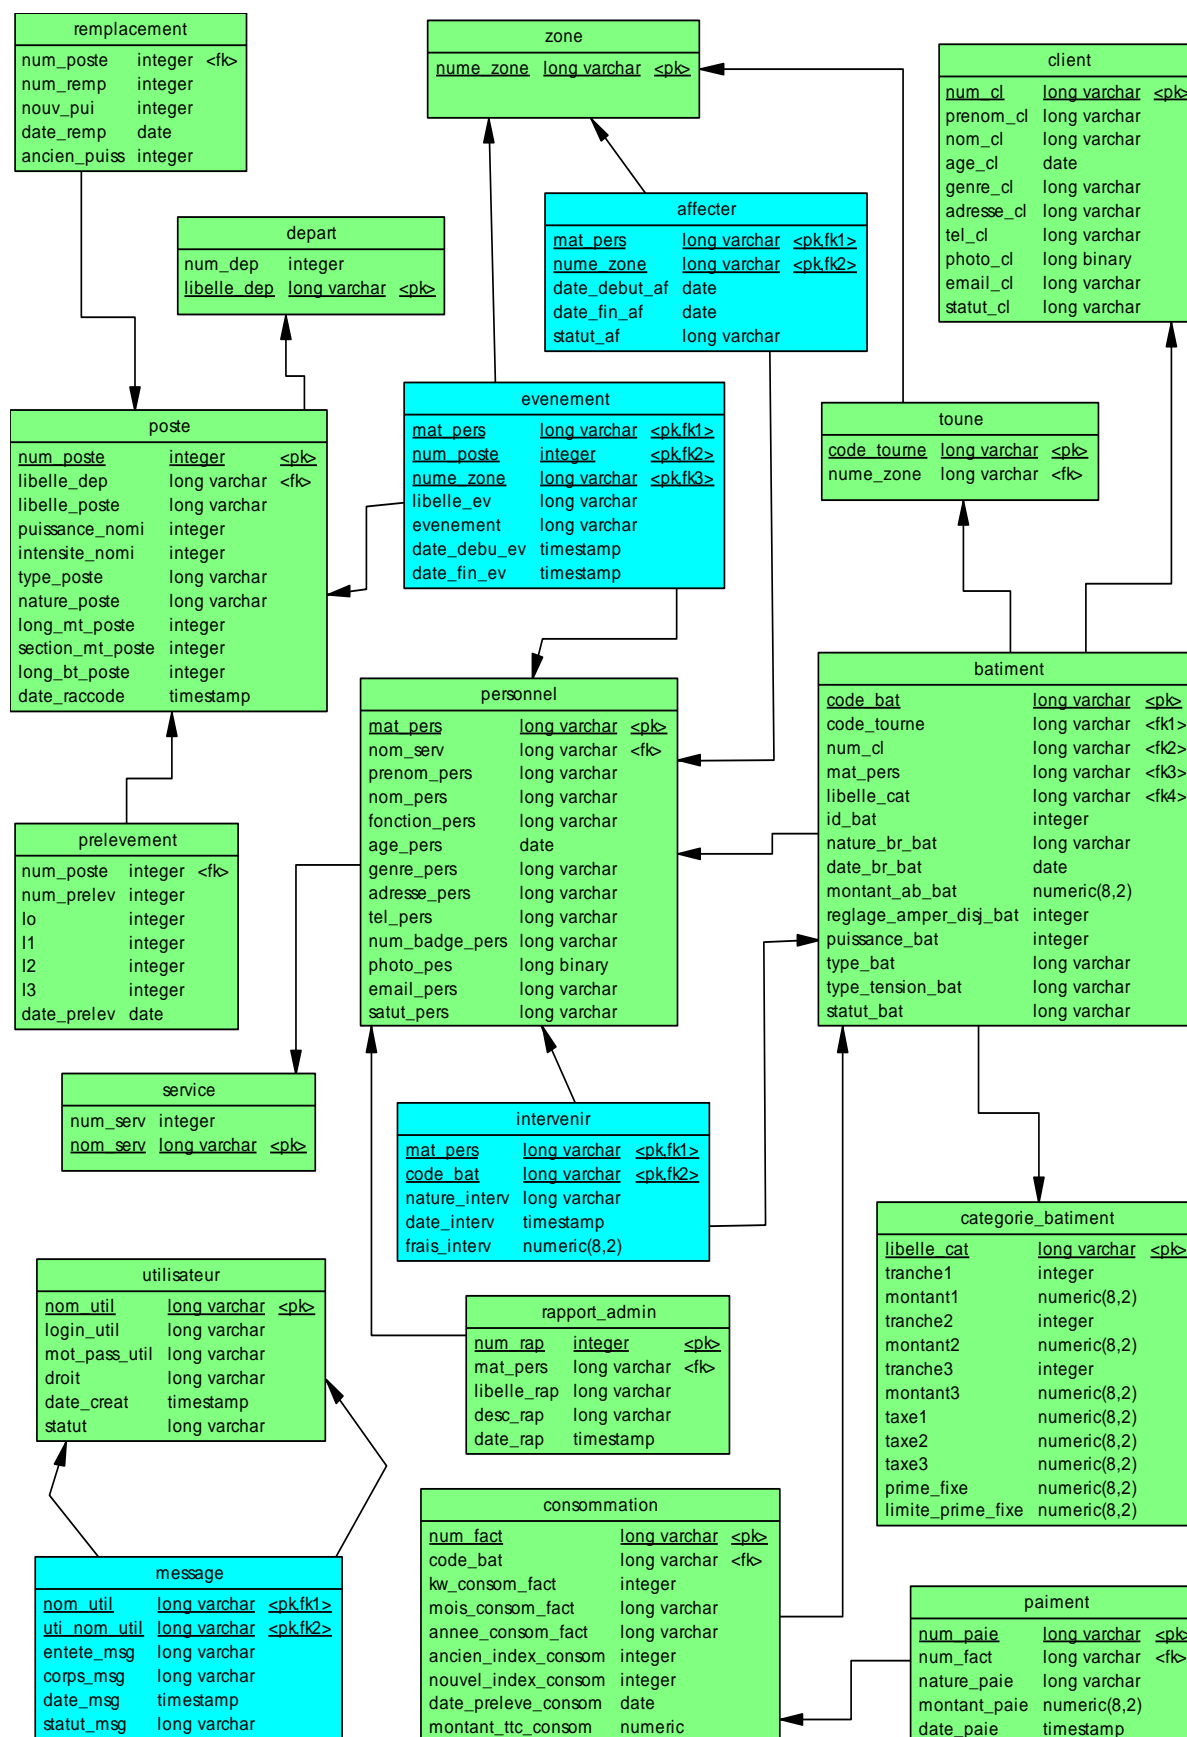 remplacement
num_poste integer <fk>
num_remp integer
nouv_pui integer
date_remp date
ancien_puiss integer
zone
nume_zone long varchar <pk>
client
num_cl long varchar <pk>
prenom_cl long varchar
nom_cl long varchar
age_cl date
genre_cl long varchar
adresse_cl long varchar
tel_cl long varchar
photo_cl long binary
email_cl long varchar
statut_cl long varchar
depart
num_dep integer
libelle_dep long varchar <pk>
affecter
mat_pers long varchar <pk,fk1>
nume_zone long varchar <pk,fk2>
date_debut_af date
date_fin_af date
statut_af long varchar
evenement
mat_pers long varchar <pk,fk1>
num_poste integer <pk,fk2>
nume_zone long varchar <pk,fk3>
libelle_ev long varchar
evenement long varchar
date_debu_ev timestamp
date_fin_ev timestamp
toune
code_tourne long varchar <pk>
nume_zone long varchar <fk>
poste
num_poste integer <pk>
libelle_dep long varchar <fk>
libelle_poste long varchar
puissance_nomi integer
intensite_nomi integer
type_poste long varchar
nature_poste long varchar
long_mt_poste integer
section_mt_poste integer
long_bt_poste integer
date_raccode timestamp
personnel
mat_pers long varchar <pk>
nom_serv long varchar <fk>
prenom_pers long varchar
nom_pers long varchar
fonction_pers long varchar
age_pers date
genre_pers long varchar
adresse_pers long varchar
tel_pers long varchar
num_badge_pers long varchar
photo_pes long binary
email_pers long varchar
satut_pers long varchar
batiment
code_bat long varchar <pk>
code_tourne long varchar <fk1>
num_cl long varchar <fk2>
mat_pers long varchar <fk3>
libelle_cat long varchar <fk4>
id_bat integer
nature_br_bat long varchar
date_br_bat date
montant_ab_bat numeric(8,2)
reglage_amper_disj_bat integer
puissance_bat integer
type_bat long varchar
type_tension_bat long varchar
statut_bat long varchar
prelevement
num_poste integer <fk>
num_prelev integer
Io integer
I1 integer
I2 integer
I3 integer
date_prelev date
service
num_serv integer
nom_serv long varchar <pk>
intervenir
mat_pers long varchar <pk,fk1>
code_bat long varchar <pk,fk2>
nature_interv long varchar
date_interv timestamp
frais_interv numeric(8,2)
categorie_batiment
libelle_cat long varchar <pk>
tranche1 integer
montant1 numeric(8,2)
tranche2 integer
montant2 numeric(8,2)
tranche3 integer
montant3 numeric(8,2)
taxe1 numeric(8,2)
taxe2 numeric(8,2)
taxe3 numeric(8,2)
prime_fixe numeric(8,2)
limite_prime_fixe numeric(8,2)
utilisateur
nom_util long varchar <pk>
login_util long varchar
mot_pass_util long varchar
droit long varchar
date_creat timestamp
statut long varchar
rapport_admin
num_rap integer <pk>
mat_pers long varchar <fk>
libelle_rap long varchar
desc_rap long varchar
date_rap timestamp
message
nom_util long varchar <pk,fk1>
uti_nom_util long varchar <pk,fk2>
entete_msg long varchar
corps_msg long varchar
date_msg timestamp
statut_msg long varchar
consommation
num_fact long varchar <pk>
code_bat long varchar <fk>
kw_consom_fact integer
mois_consom_fact long varchar
annee_consom_fact long varchar
ancien_index_consom integer
nouvel_index_consom integer
date_preleve_consom date
montant_ttc_consom numeric
paiment
num_paie long varchar <pk>
num_fact long varchar <fk>
nature_paie long varchar
montant_paie numeric(8,2)
date_paie timestamp